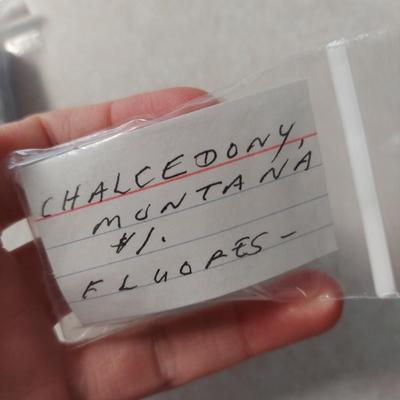 CHALCEDONY,
MONTANA
#1.
FLUORES-